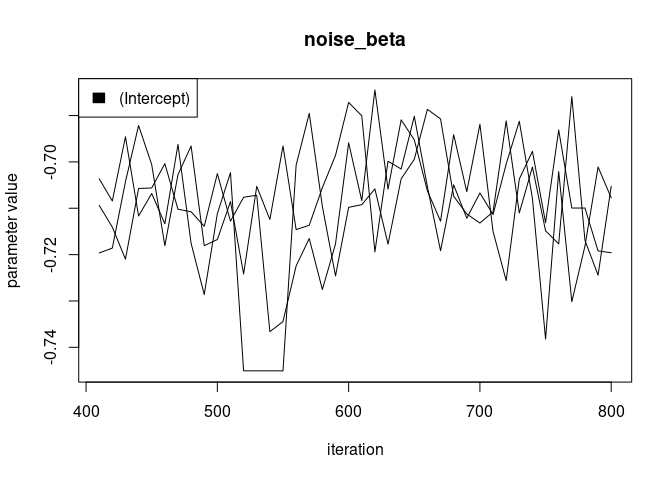 noise_beta
(Intercept)
parameter value
-0.70
-0.72
-0.74
400 500 600 700 800
iteration